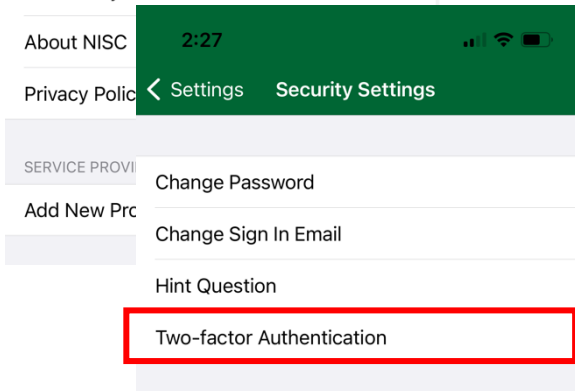 About NISC
Privacy Polic
SERVICE PROVI
Add New Pro
2:27
Settings Security Settings
Change Password
Change Sign In Email
Hint Question
Two-factor Authentication